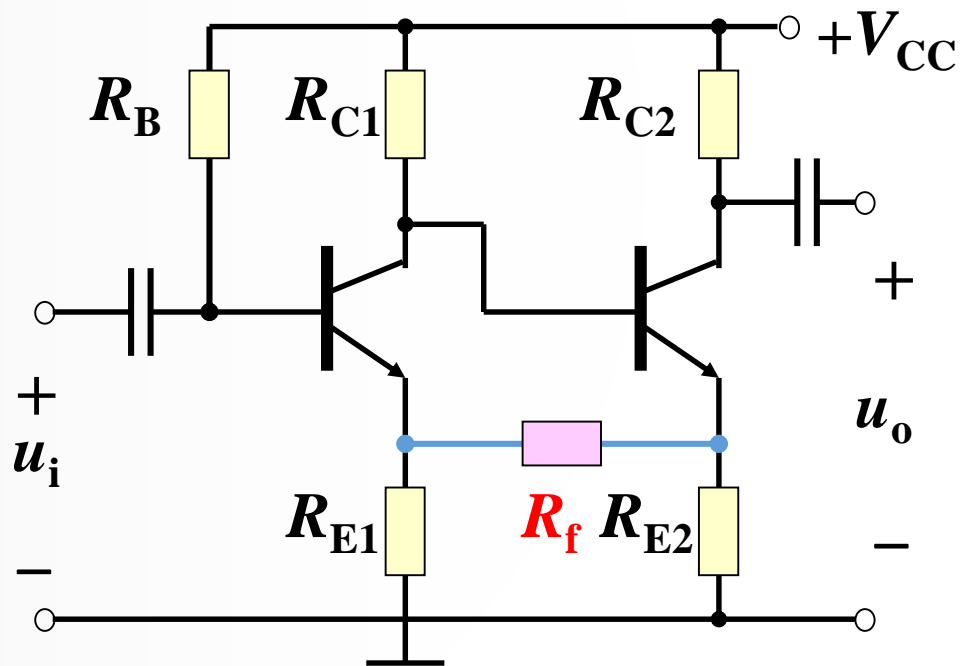 +VCC
RB RC1 RC2
+ +
ui uo
RE1 Rf RE2
− −